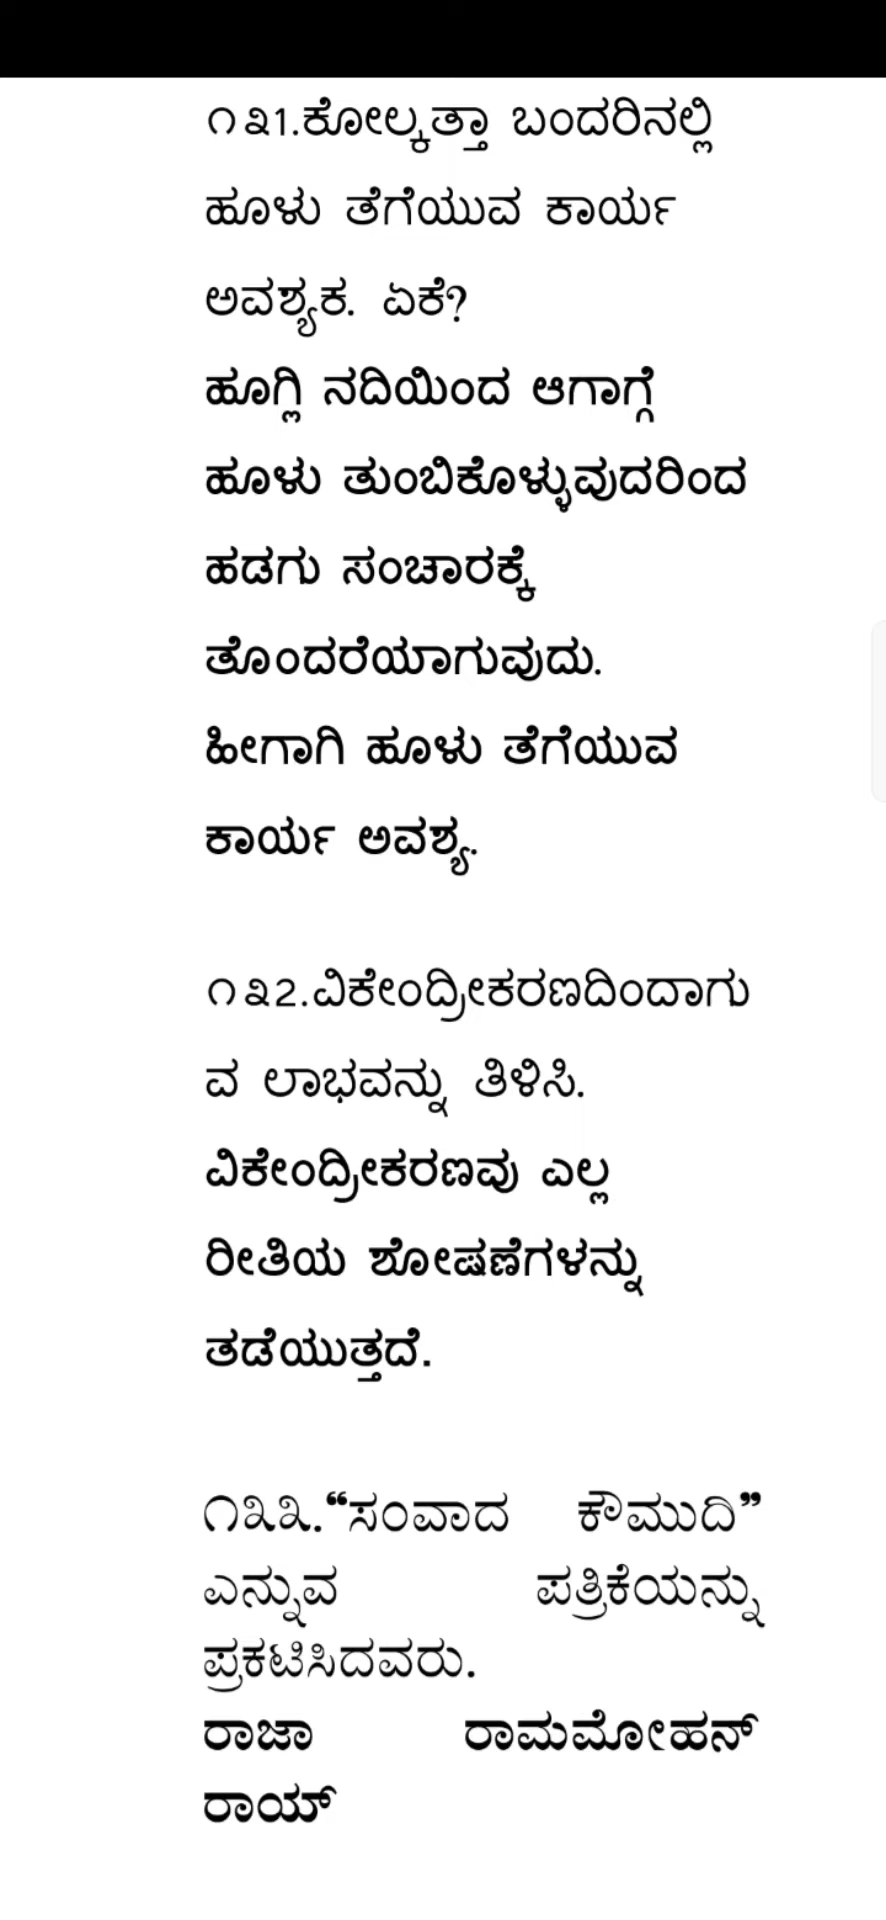 ೧೩1.ಕೋಲ್ಕತ್ತಾ ಬಂದರಿನಲ್ಲಿ
ಹೂಳು ತೆಗೆಯುವ ಕಾರ್ಯ
ಅವಶ್ಯಕ. ಏಕೆ?
ಹೂಗ್ಲಿ ನದಿಯಿಂದ ಆಗಾಗ್ಗೆ
ಹೂಳು ತುಂಬಿಕೊಳ್ಳುವುದರಿಂದ
ಹಡಗು ಸಂಚಾರಕ್ಕೆ
ತೊಂದರೆಯಾಗುವುದು.
ಹೀಗಾಗಿ ಹೂಳು ತೆಗೆಯುವ
ಕಾರ್ಯ ಅವಶ್ಯ.
೧೩2.ವಿಕೇಂದ್ರೀಕರಣದಿಂದಾಗು
ವ ಲಾಭವನ್ನು ತಿಳಿಸಿ.
ವಿಕೇಂದ್ರೀಕರಣವು ಎಲ್ಲ
ರೀತಿಯ ಶೋಷಣೆಗಳನ್ನು
ತಡೆಯುತ್ತದೆ.
೧೩೩.“ಸಂವಾದ ಕೌಮುದಿ”
ಎನ್ನುವ ಪತ್ರಿಕೆಯನ್ನು
ಪ್ರಕಟಿಸಿದವರು.
ರಾಜಾ ರಾಮಮೋಹನ್
ರಾಯ್